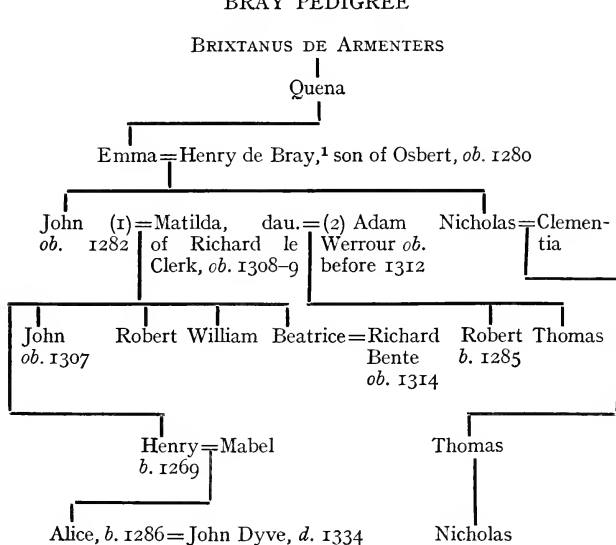 BRAY PEDIGREE
BRIXTANUS DE ARMENTERS
Quena
Emma=Henry de Bray,¹ son of Osbert, ob. 1280
John (1)=Matilda, dau.=(2) Adam Nicholas=Clemen-
ob. 1282 of Richard le Werrour ob. tia
Clerk, ob. 1308-9 before 1312
John Robert William Beatrice=Richard Robert Thomas
ob. 1307 Bente b. 1285
ob. 1314
Henry=Mabel Thomas
b. 1269
Alice, b. 1286=John Dyve, d. 1334 Nicholas